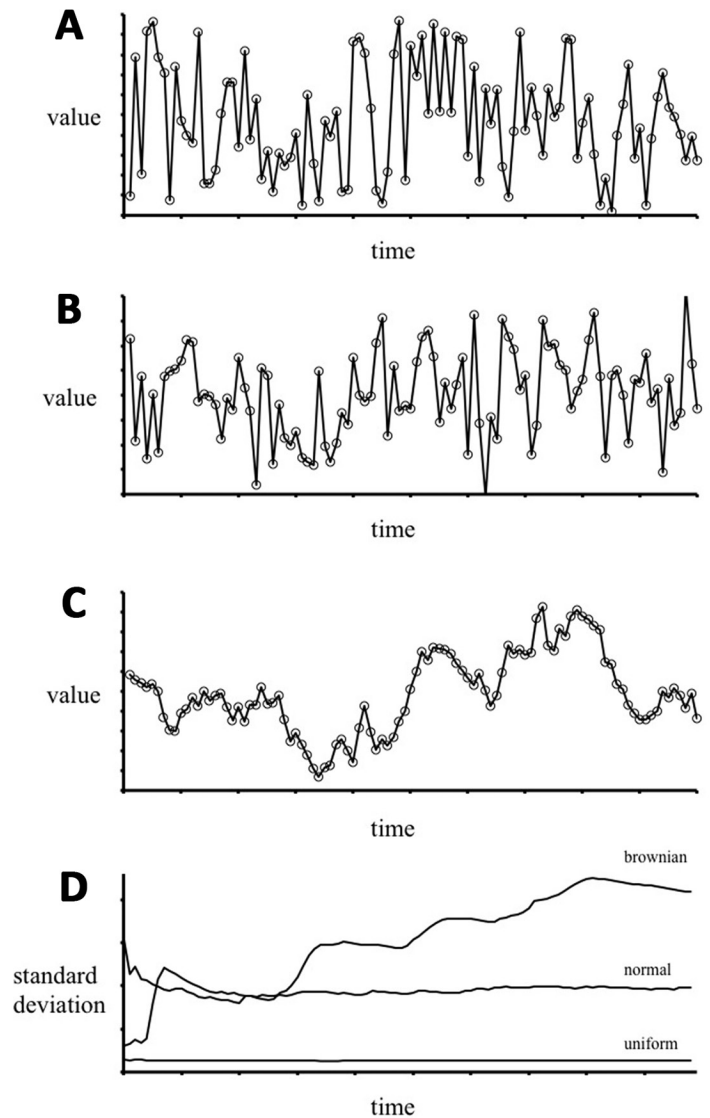 A
value
time
B
value
time
C
value
time
D
brownian
standard
deviation
normal
uniform
time